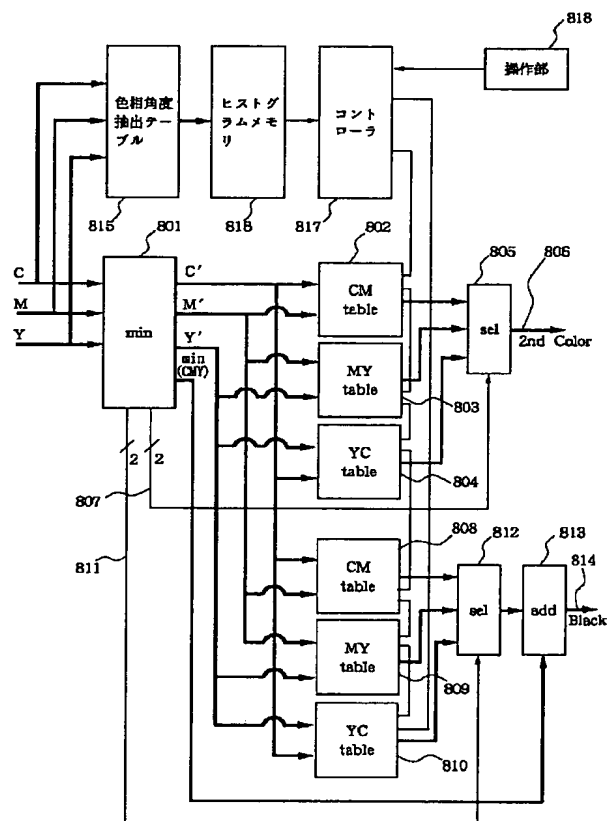 818
操作部
色相角度
抽出テー
ブル
ヒストグ
ラムメモ
リ
コント
ローラ
815
816
817
801
802
805
806
C
M
Y
min
C'
M'
Y'
min
(CMY)
CM
table
MY
table
803
YC
table
804
sel
2nd Color
2
2
807
811
808
812
813
814
CM
table
MY
table
809
YC
table
810
sel
add
Black